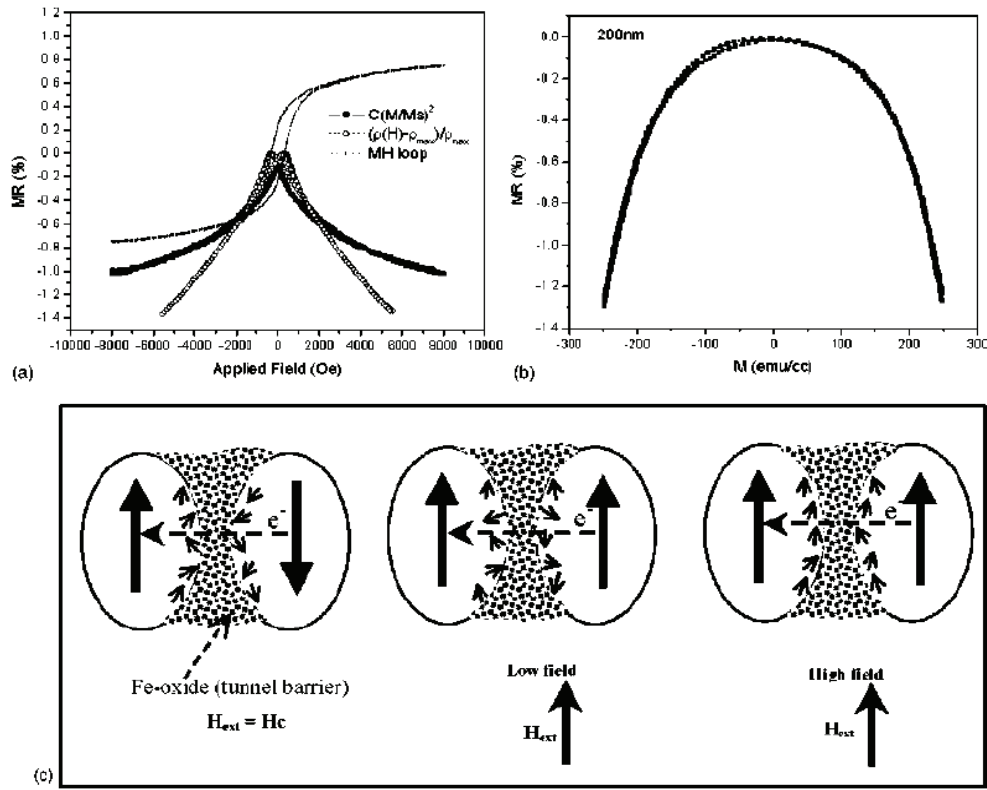 MR (%)
1.2
1.0
0.8
0.6
0.4
0.2
0.0
-0.2
-0.4
-0.6
-0.8
-1.0
-1.2
-1.4
C(M/Ms)²
(ρ(H)-ρmax)/ρmax
MH loop
-10000 -8000 -6000 -4000 -2000 0 2000 4000 6000 8000 10000
Applied Field (Oe)
(a)
200nm
MR (%)
0.0
-0.2
-0.4
-0.6
-0.8
-1.0
-1.2
-1.4
-300 -200 -100 0 100 200 300
M (emu/cc)
(b)
e-
e-
e
Fe-oxide (tunnel barrier)
Hext = Hc
Low field
Hext
High field
Hext
(c)